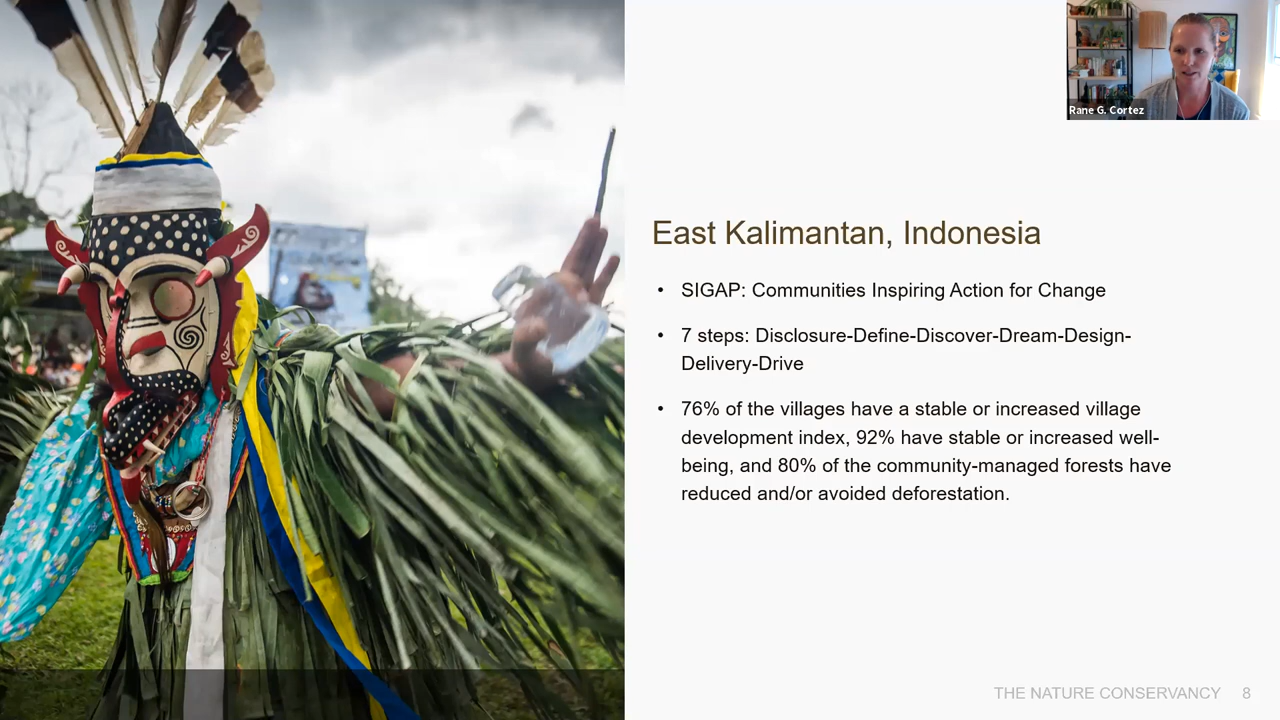 Rane G. Cortez
East Kalimantan, Indonesia
• SIGAP: Communities Inspiring Action for Change
• 7 steps: Disclosure-Define-Discover-Dream-Design-
Delivery-Drive
• 76% of the villages have a stable or increased village
development index, 92% have stable or increased well-
being, and 80% of the community-managed forests have
reduced and/or avoided deforestation.
THE NATURE CONSERVANCY 8